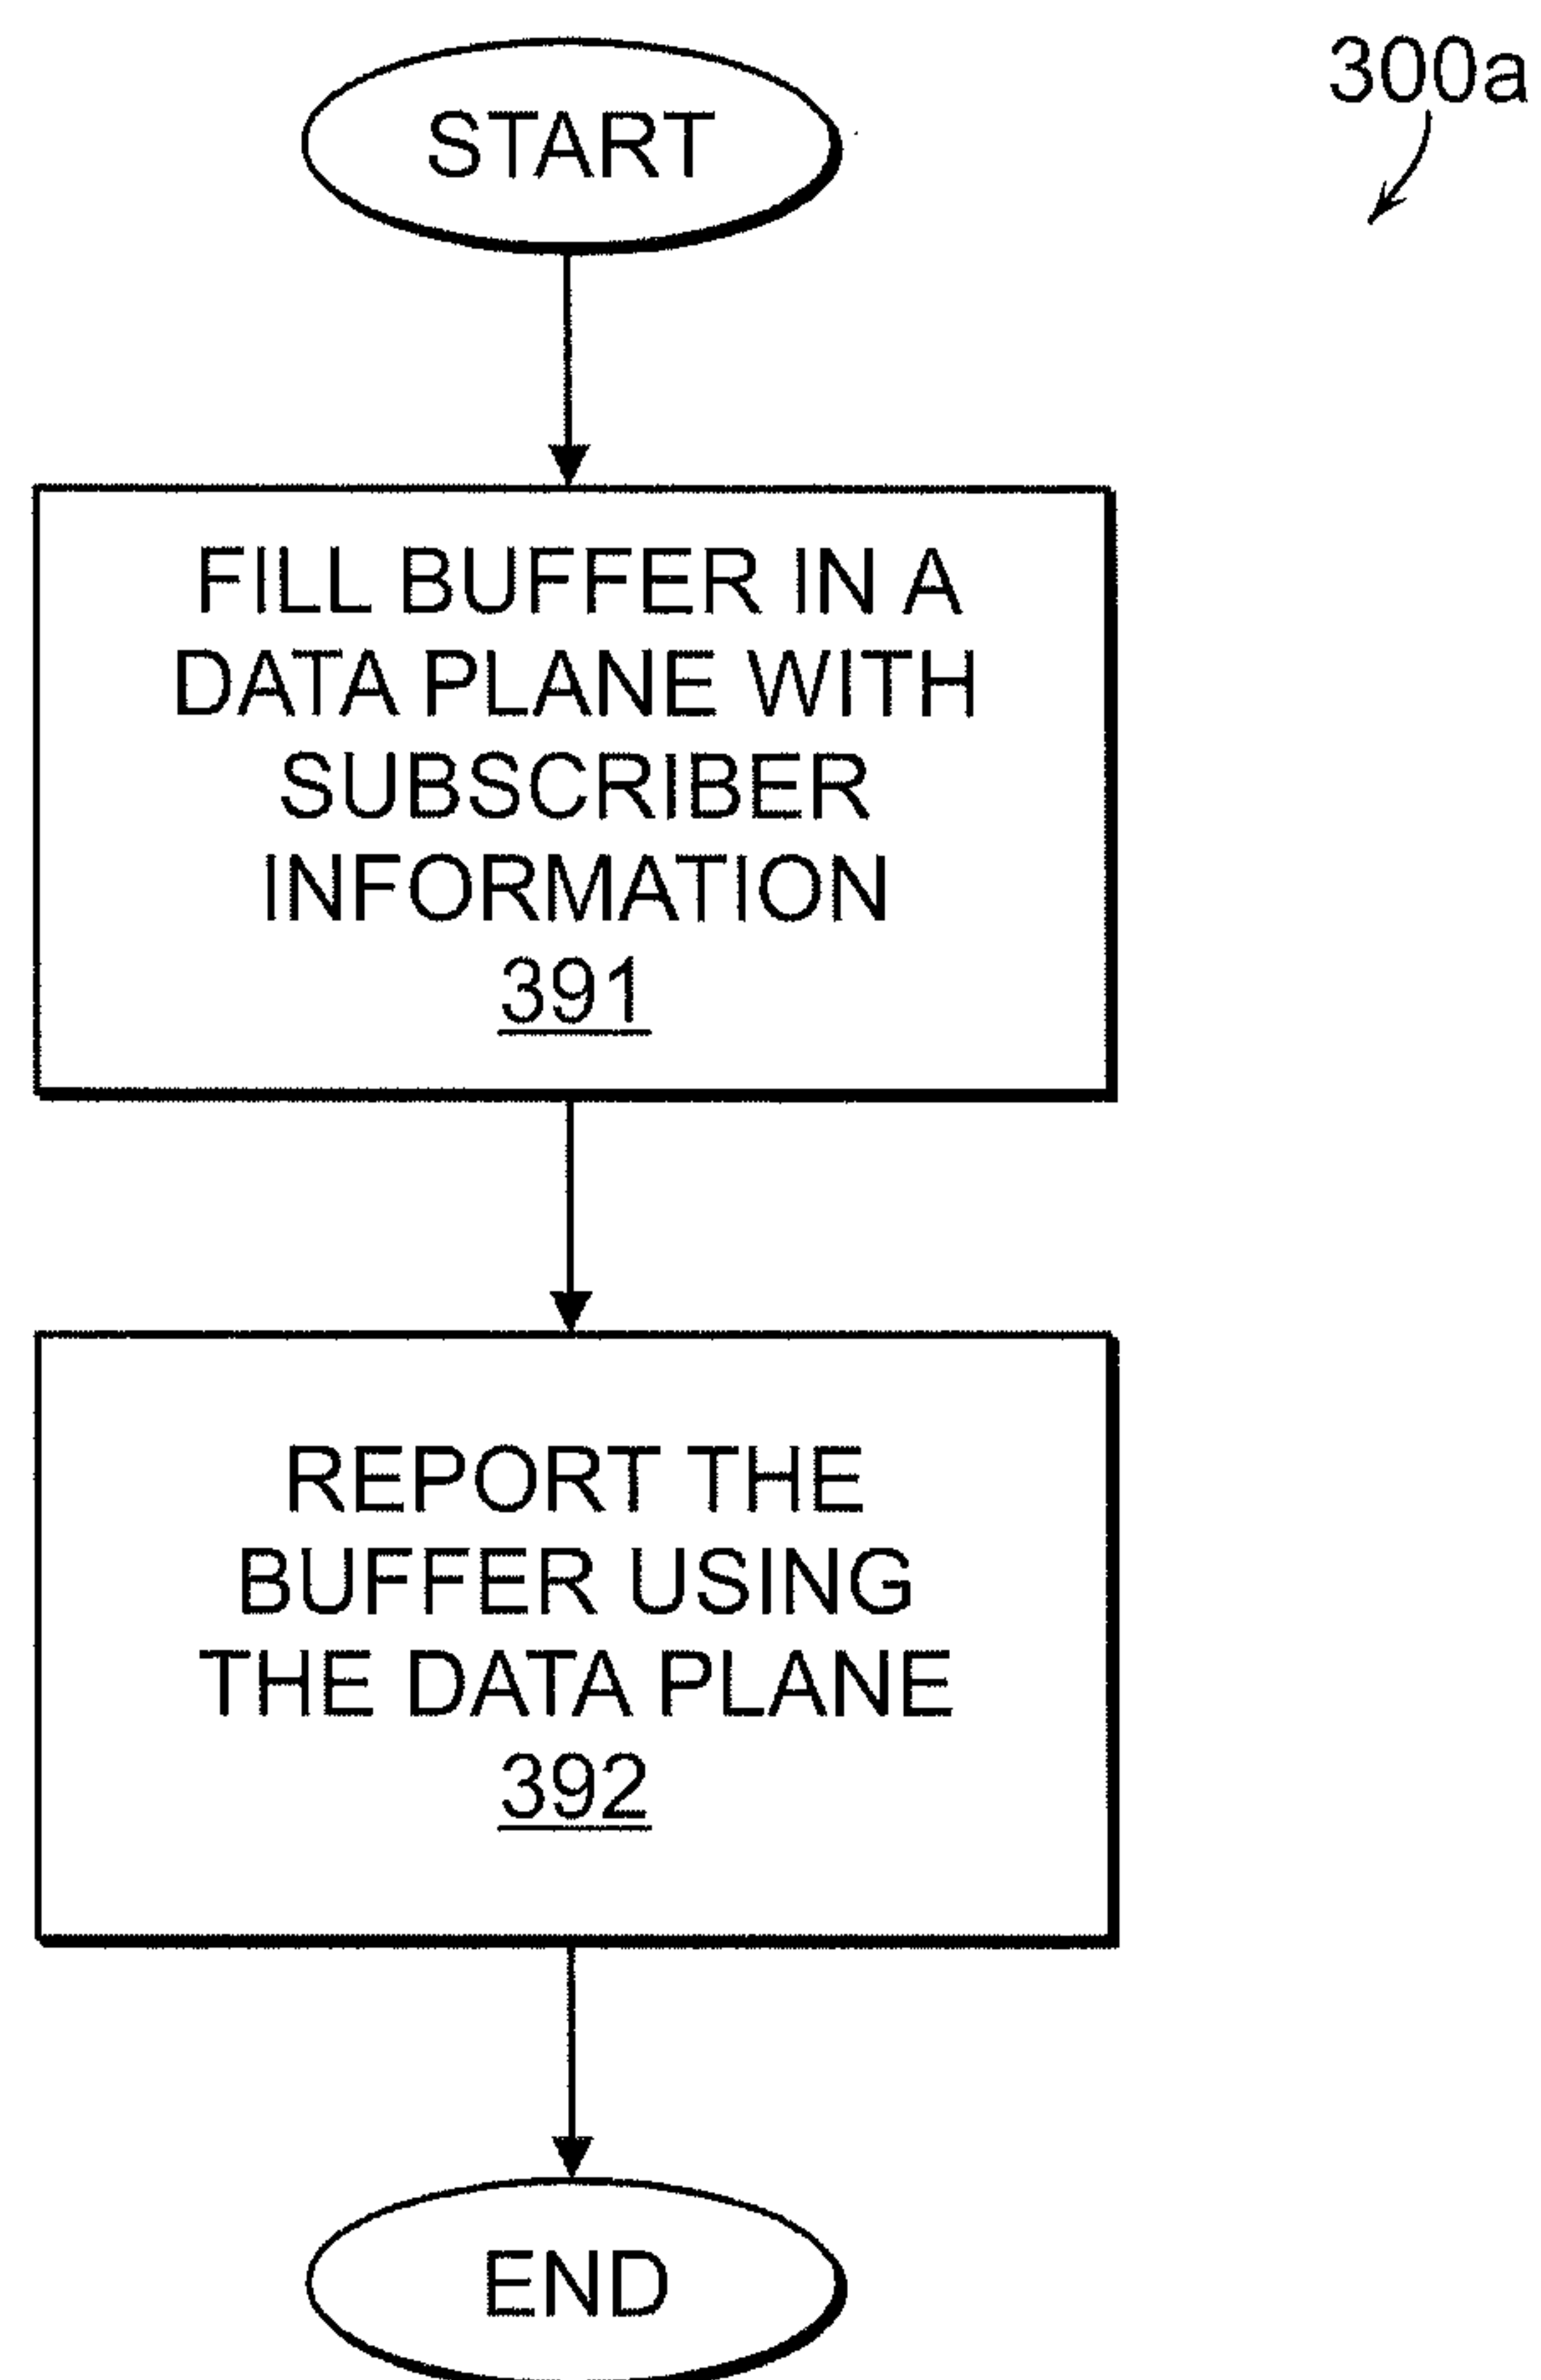 300a
START
FILL BUFFER IN A
DATA PLANE WITH
SUBSCRIBER
INFORMATION
391
REPORT THE
BUFFER USING
THE DATA PLANE
392
END